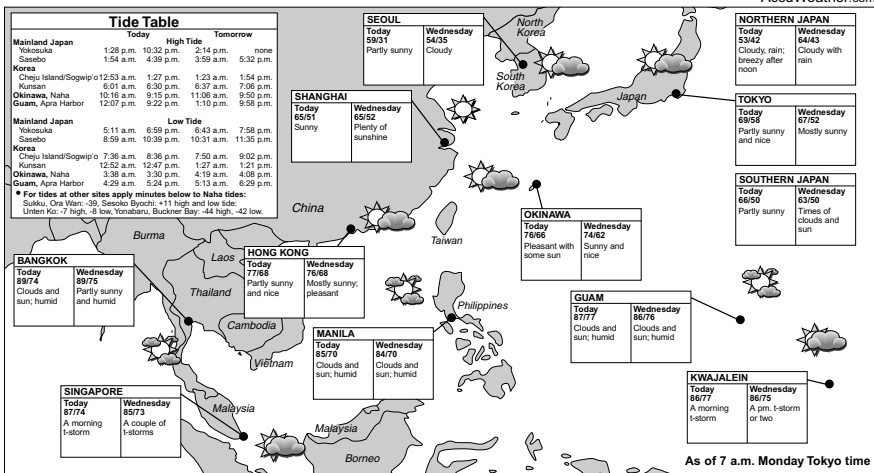 AccuWeather.com
Tide Table
Today Tomorrow
Mainland Japan High Tide
Yokosuka 1:28 p.m. 10:32 p.m. 2:14 p.m. none
Sasebo 1:54 a.m. 4:39 p.m. 3:59 a.m. 5:32 p.m.
Korea
Cheju Island/Sogwip'o 12:53 a.m. 1:27 p.m. 1:23 a.m. 1:54 p.m.
Kunsan 6:01 a.m. 6:30 p.m. 6:37 a.m. 7:06 p.m.
Okinawa, Naha 10:16 a.m. 9:15 p.m. 11:06 a.m. 9:50 p.m.
Guam, Apra Harbor 12:07 p.m. 9:22 p.m. 1:10 p.m. 9:58 p.m.
Mainland Japan Low Tide
Yokosuka 5:11 a.m. 6:59 p.m. 6:43 a.m. 7:58 p.m.
Sasebo 8:59 a.m. 10:39 p.m. 10:31 a.m. 11:35 p.m.
Korea
Cheju Island/Sogwip'o 7:36 a.m. 8:36 p.m. 7:50 a.m. 9:02 p.m.
Kunsan 12:52 a.m. 12:47 p.m. 1:27 a.m. 1:21 p.m.
Okinawa, Naha 3:38 a.m. 3:30 p.m. 4:19 a.m. 4:08 p.m.
Guam, Apra Harbor 4:29 a.m. 5:24 p.m. 5:13 a.m. 6:29 p.m.
• For tides at other sites apply minutes below to Naha tides:
Sukku, Ora Wan: -39, Sesoko Byochi: +11 high and low tide:
Unten Ko: -7 high, -8 low, Yonabaru, Buckner Bay: -44 high, -42 low.
SEOUL
Today Wednesday
59/31 54/35
Partly sunny Cloudy
North
Korea
South
Korea
Japan
NORTHERN JAPAN
Today Wednesday
53/42 64/43
Cloudy, rain; Cloudy with
breezy after rain
noon
SHANGHAI
Today Wednesday
65/51 65/52
Sunny Plenty of
sunshine
TOKYO
Today Wednesday
69/58 67/52
Partly sunny Mostly sunny
and nice
SOUTHERN JAPAN
Today Wednesday
66/50 63/50
Partly sunny Times of
clouds and
sun
China
Taiwan
OKINAWA
Today Wednesday
76/66 74/62
Pleasant with Sunny and
some sun nice
Burma
Laos
HONG KONG
Today Wednesday
77/68 76/68
Partly sunny Mostly sunny;
and nice pleasant
BANGKOK
Today Wednesday
89/74 89/75
Clouds and Partly sunny
sun; humid and humid
Thailand
Cambodia
Vietnam
Philippines
GUAM
Today Wednesday
87/77 86/76
Clouds and Clouds and
sun; humid sun; humid
MANILA
Today Wednesday
85/70 84/70
Clouds and Clouds and
sun; humid sun; humid
KWAJALEIN
Today Wednesday
86/77 86/75
A morning A pm. t-storm
t-storm or two
SINGAPORE
Today Wednesday
87/74 85/73
A morning A couple of
t-storm t-storms
Malaysia
Malaysia
Borneo
As of 7 a.m. Monday Tokyo time